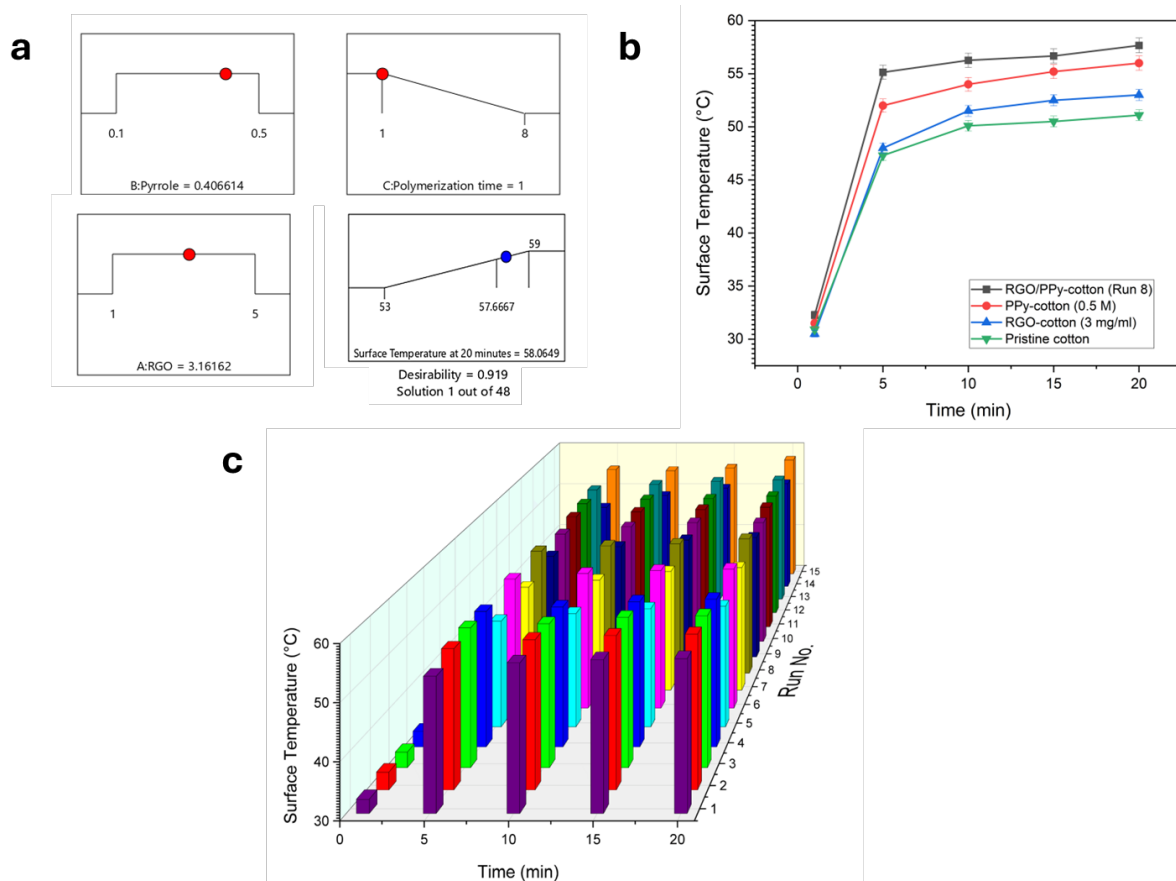 a
0.1
0.5
B:Pyrrole = 0.406614
1
8
C:Polymerization time = 1
1
5
A:RGO = 3.16162
53
57.6667
59
Surface Temperature at 20 minutes = 58.0649
Desirability = 0.919
Solution 1 out of 48
b
60
55
50
45
40
35
30
Surface Temperature (°C)
RGO/PPy-cotton (Run 8)
PPy-cotton (0.5 M)
RGO-cotton (3 mg/ml)
Pristine cotton
0
5
10
15
20
Time (min)
c
60
50
40
30
Surface Temperature (°C)
0
5
10
15
20
Time (min)
15
14
13
12
11
10
9
8
7
6
5
4
3
2
1
Run No.